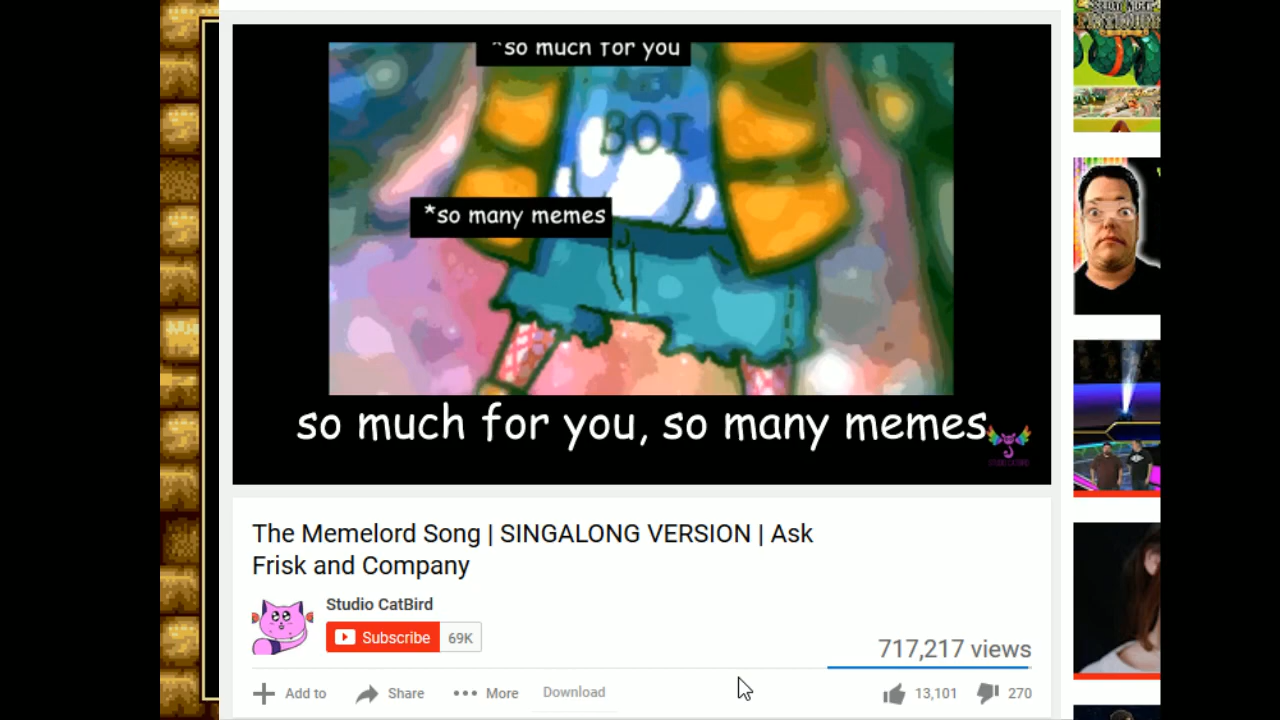 *so much for you
BOI
*so many memes
so much for you, so many memes
STUDIO CATBIRD
The Memelord Song | SINGALONG VERSION | Ask
Frisk and Company
Studio CatBird
Subscribe 69K
717,217 views
Add to Share More Download 13,101 270